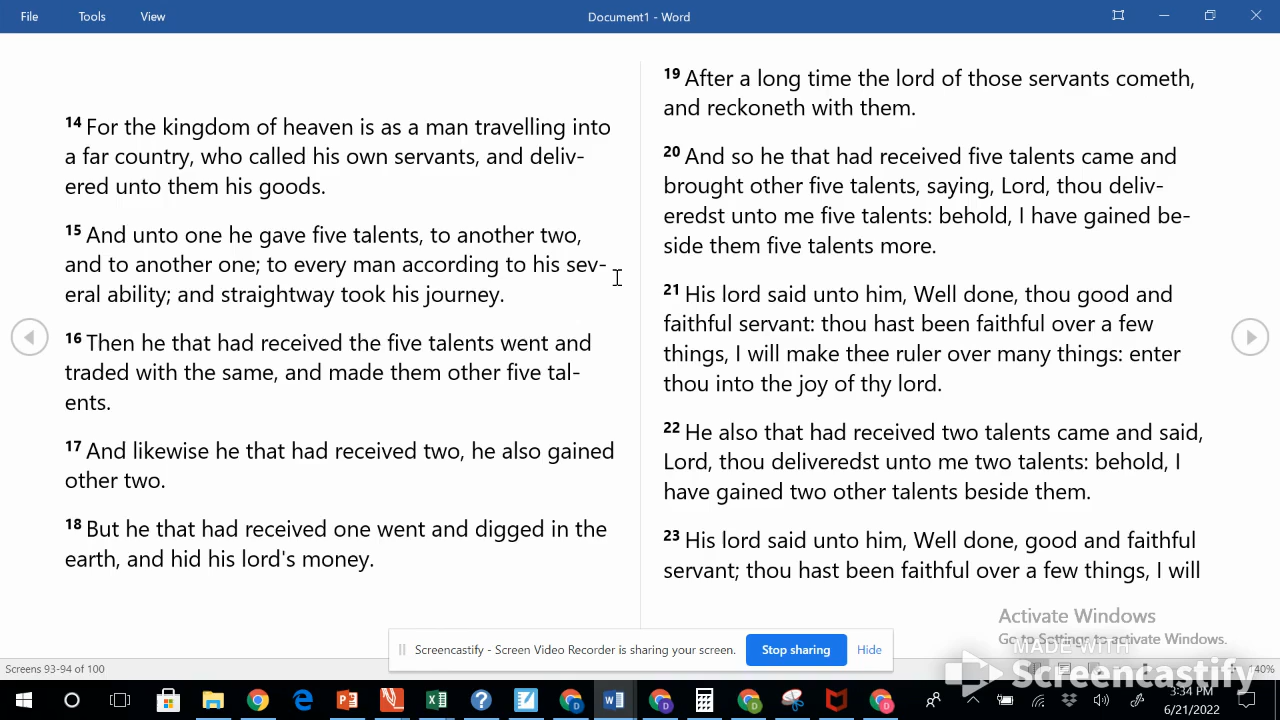 File Tools View Document1 - Word
14 For the kingdom of heaven is as a man travelling into
a far country, who called his own servants, and deliv-
ered unto them his goods.
15 And unto one he gave five talents, to another two,
and to another one; to every man according to his sev-
eral ability; and straightway took his journey.
16 Then he that had received the five talents went and
traded with the same, and made them other five tal-
ents.
17 And likewise he that had received two, he also gained
other two.
18 But he that had received one went and digged in the
earth, and hid his lord's money.
19 After a long time the lord of those servants cometh,
and reckoneth with them.
20 And so he that had received five talents came and
brought other five talents, saying, Lord, thou deliv-
eredst unto me five talents: behold, I have gained be-
side them five talents more.
21 His lord said unto him, Well done, thou good and
faithful servant: thou hast been faithful over a few
things, I will make thee ruler over many things: enter
thou into the joy of thy lord.
22 He also that had received two talents came and said,
Lord, thou deliveredst unto me two talents: behold, I
have gained two other talents beside them.
23 His lord said unto him, Well done, good and faithful
servant; thou hast been faithful over a few things, I will
Activate Windows
Go to Settings to activate Windows.
MADE WITH
Screencastify
Screencastify - Screen Video Recorder is sharing your screen. Stop sharing Hide
Screens 93-94 of 100
140%
3:34 PM
6/21/2022